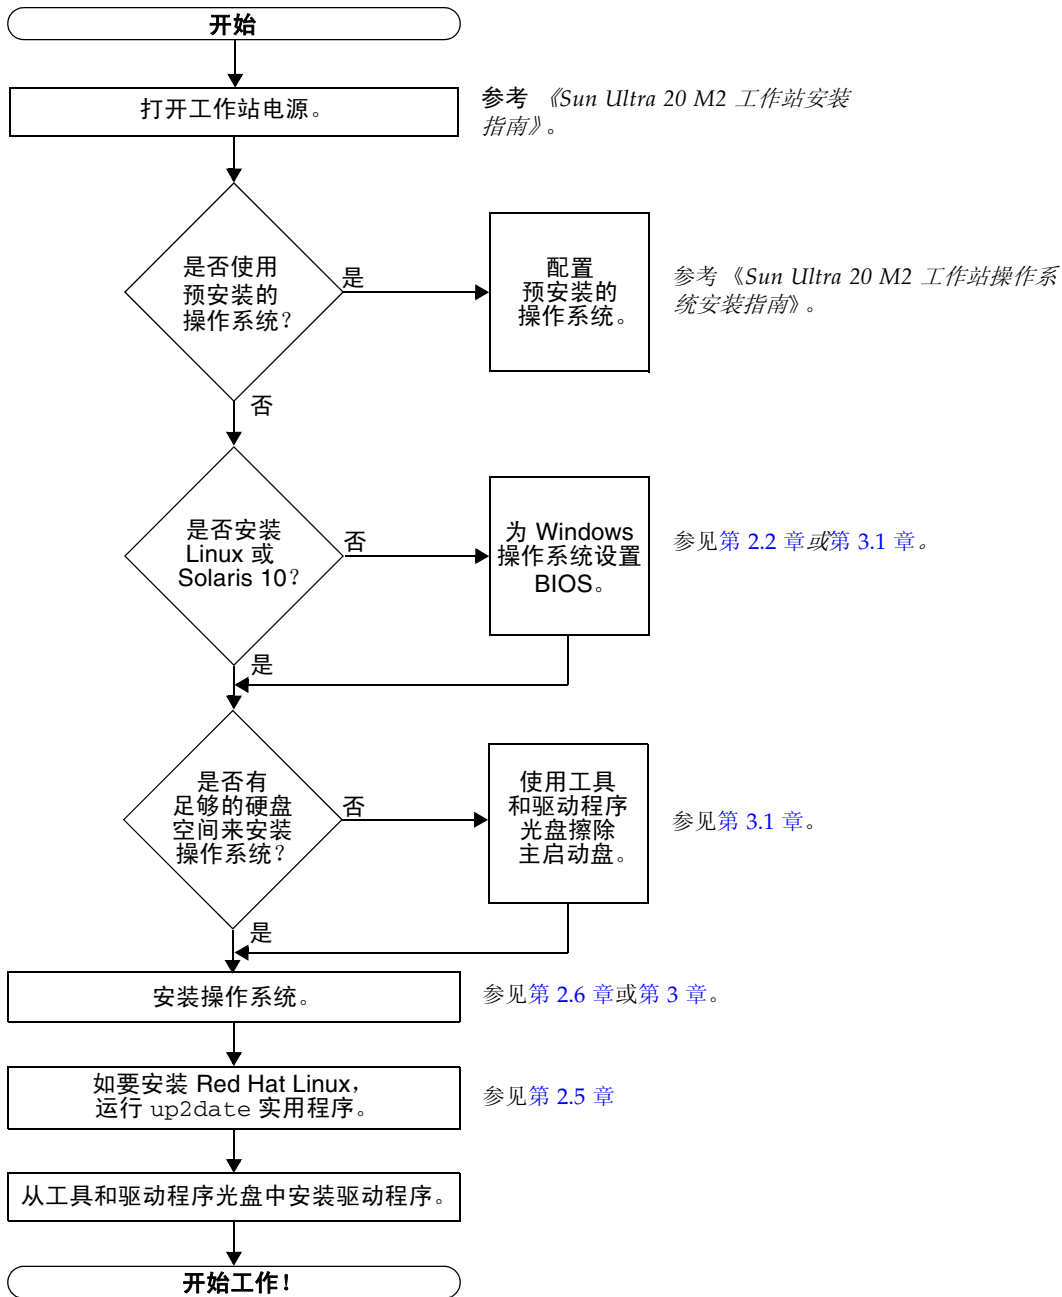 开始
打开工作站电源。
参考 《Sun Ultra 20 M2 工作站安装
指南》。
是否使用
预安装的
操作系统？
是
配置
预安装的
操作系统。
参考《Sun Ultra 20 M2 工作站操作系
统安装指南》。
否
是否安装
Linux 或
Solaris 10？
否
为 Windows
操作系统设置
BIOS。
参见第 2.2 章或第 3.1 章。
是
是否有
足够的硬盘
空间来安装
操作系统？
否
使用工具
和驱动程序
光盘擦除
主启动盘。
参见第 3.1 章。
是
安装操作系统。
参见第 2.6 章或第 3 章。
如要安装 Red Hat Linux，
运行 up2date 实用程序。
参见第 2.5 章
从工具和驱动程序光盘中安装驱动程序。
开始工作！